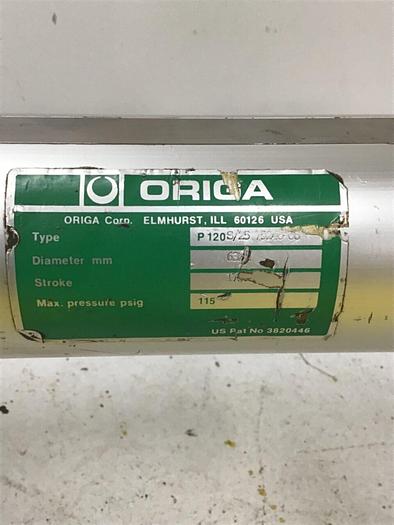 ORIGA
ORIGA Corp. ELMHURST, ILL 60126 USA
Type
Diameter mm
Stroke
Max. pressure psig 115
US Pat No 3820446